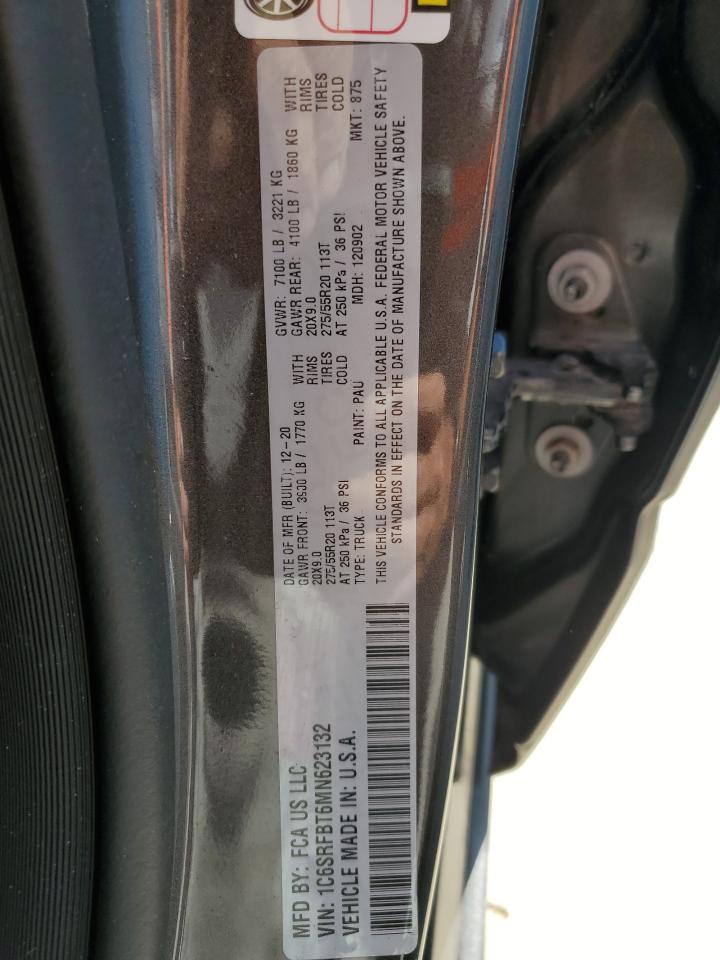 MFD BY: FCA US LLC
VIN: 1C6SRFBT6MN623132
VEHICLE MADE IN: U.S.A.
DATE OF MFR (BUILT): 12-20
GVWR: 7100 LB / 3221 KG
GAWR FRONT: 3900 LB / 1770 KG WITH
20X9.0 RIMS
275/55R20 113T TIRES
AT 250 kPa / 36 PSI COLD
GAWR REAR: 4100 LB / 1860 KG WITH
20X9.0 RIMS
275/55R20 113T TIRES
AT 250 kPa / 36 PSI COLD
TYPE: TRUCK PAINT: PAU MDH: 120902 MKT: 875
THIS VEHICLE CONFORMS TO ALL APPLICABLE U.S.A. FEDERAL MOTOR VEHICLE SAFETY
STANDARDS IN EFFECT ON THE DATE OF MANUFACTURE SHOWN ABOVE.